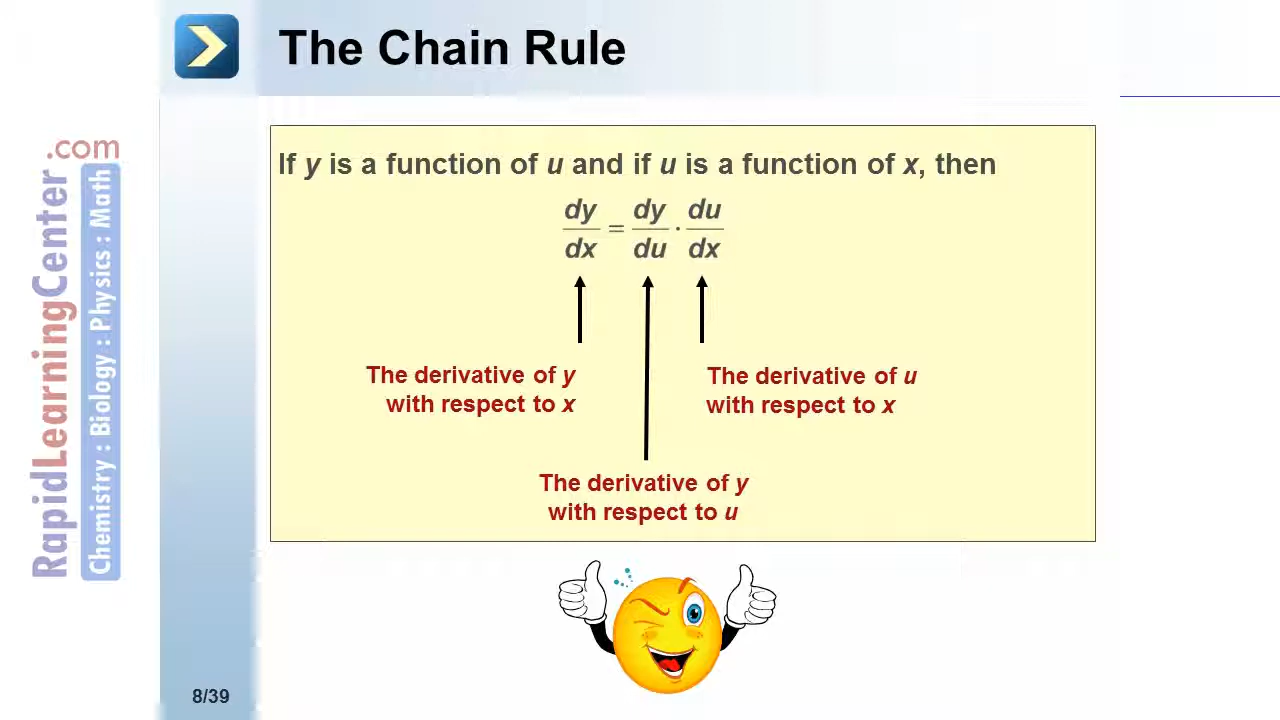 The Chain Rule
If y is a function of u and if u is a function of x, then
dy/dx = dy/du · du/dx
The derivative of y
with respect to x
The derivative of u
with respect to x
The derivative of y
with respect to u
8/39
RapidLearningCenter.com
Chemistry : Biology : Physics : Math